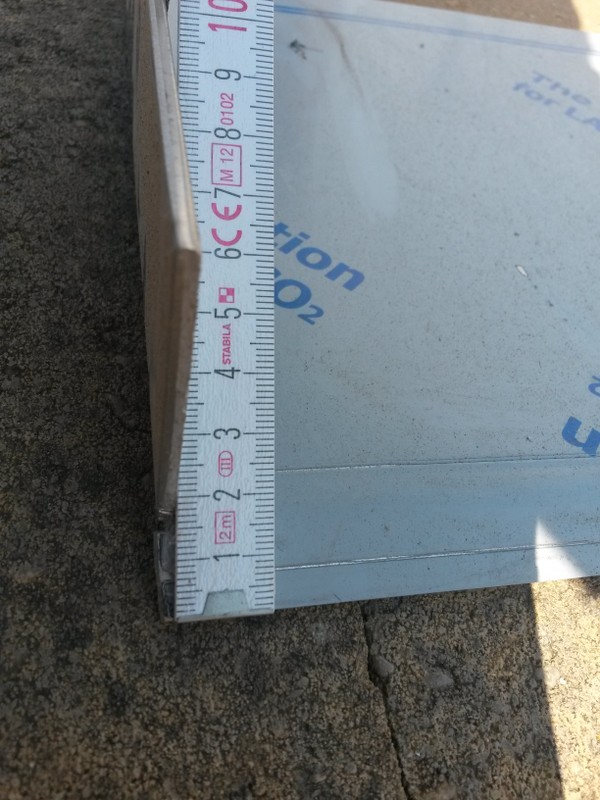 10
9
0102
8
M 12
7
CE
6
5
STABILA
4
3
III
2
2m
1
The
for LA
tion
O₂